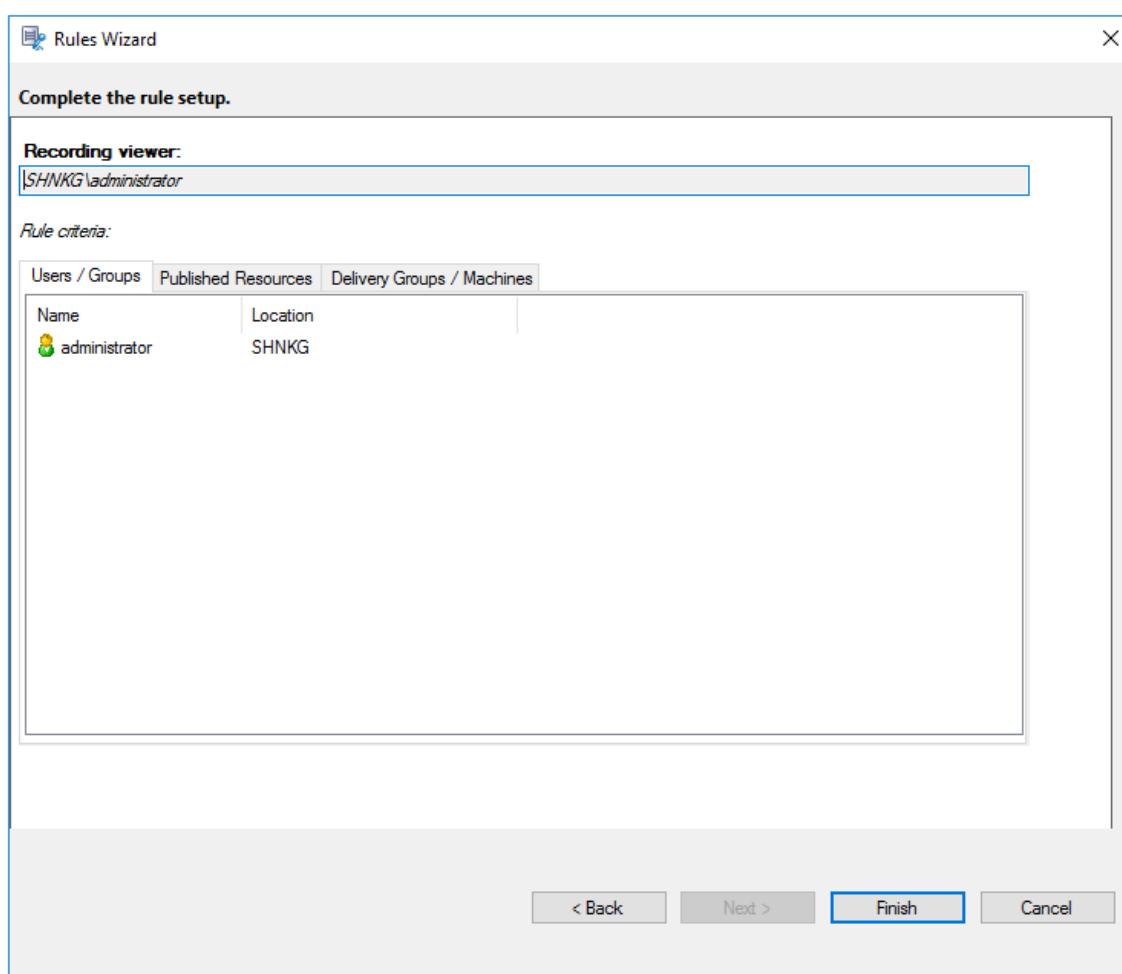 Rules Wizard
Complete the rule setup.
Recording viewer:
SHNKG\administrator
Rule criteria:
Users / Groups Published Resources Delivery Groups / Machines
Name Location
administrator SHNKG
< Back Next > Finish Cancel